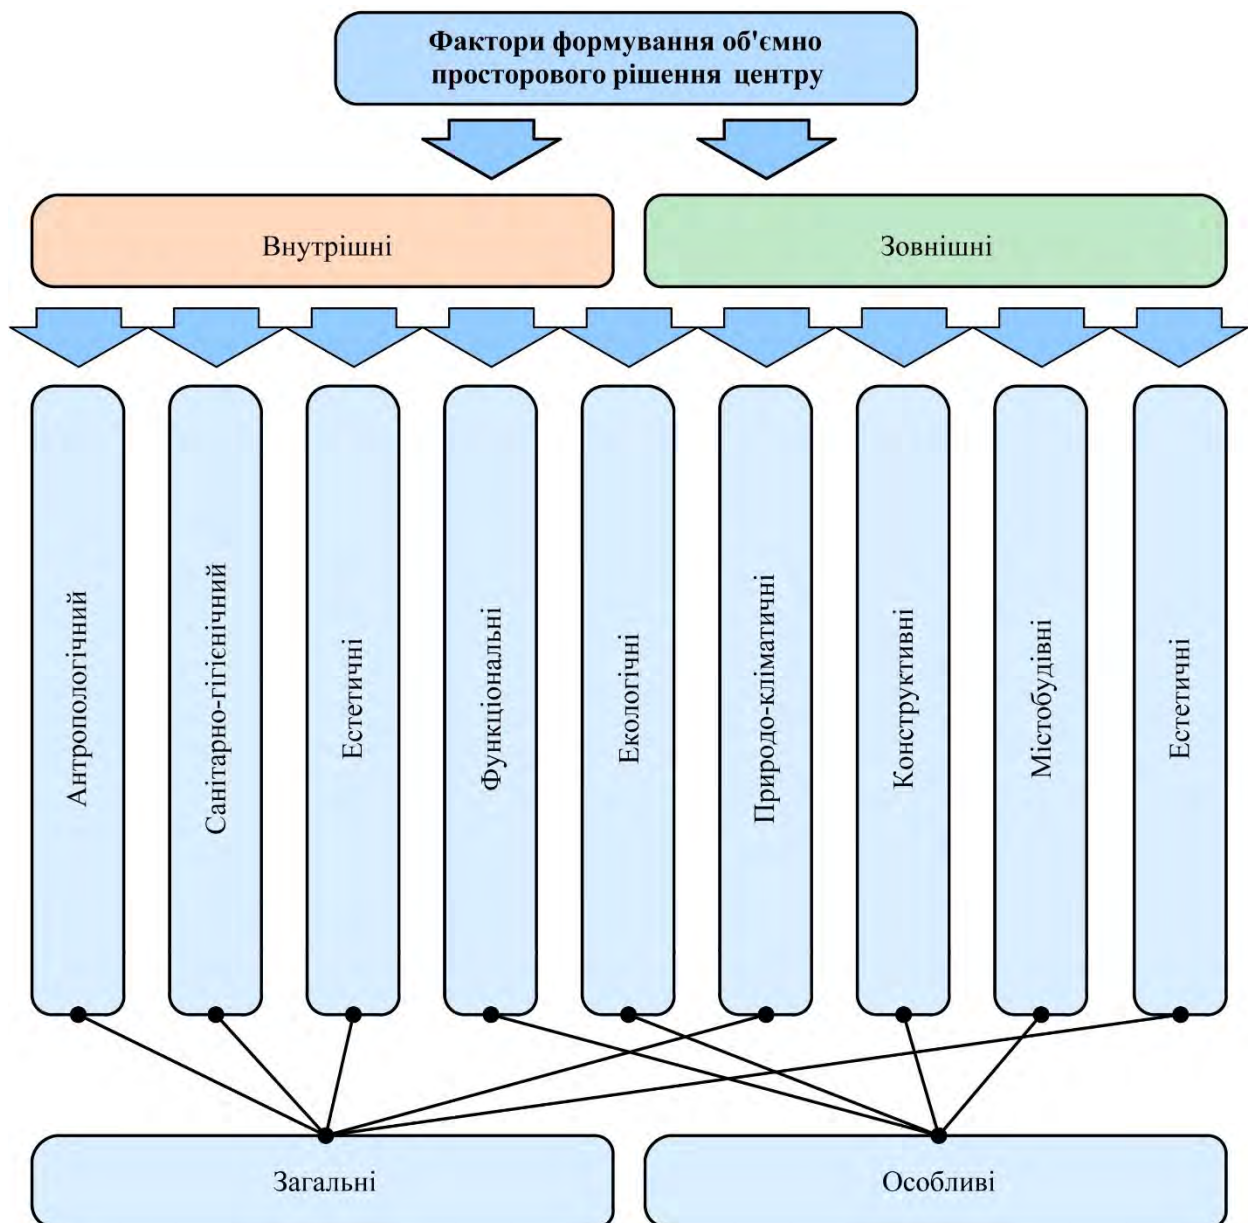 Фактори формування об'ємно
просторового рішення центру
Внутрішні
Зовнішні
Антропологічний
Санітарно-гігієнічний
Естетичні
Функціональні
Екологічні
Природо-кліматичні
Конструктивні
Містобудівні
Естетичні
Загальні
Особливі